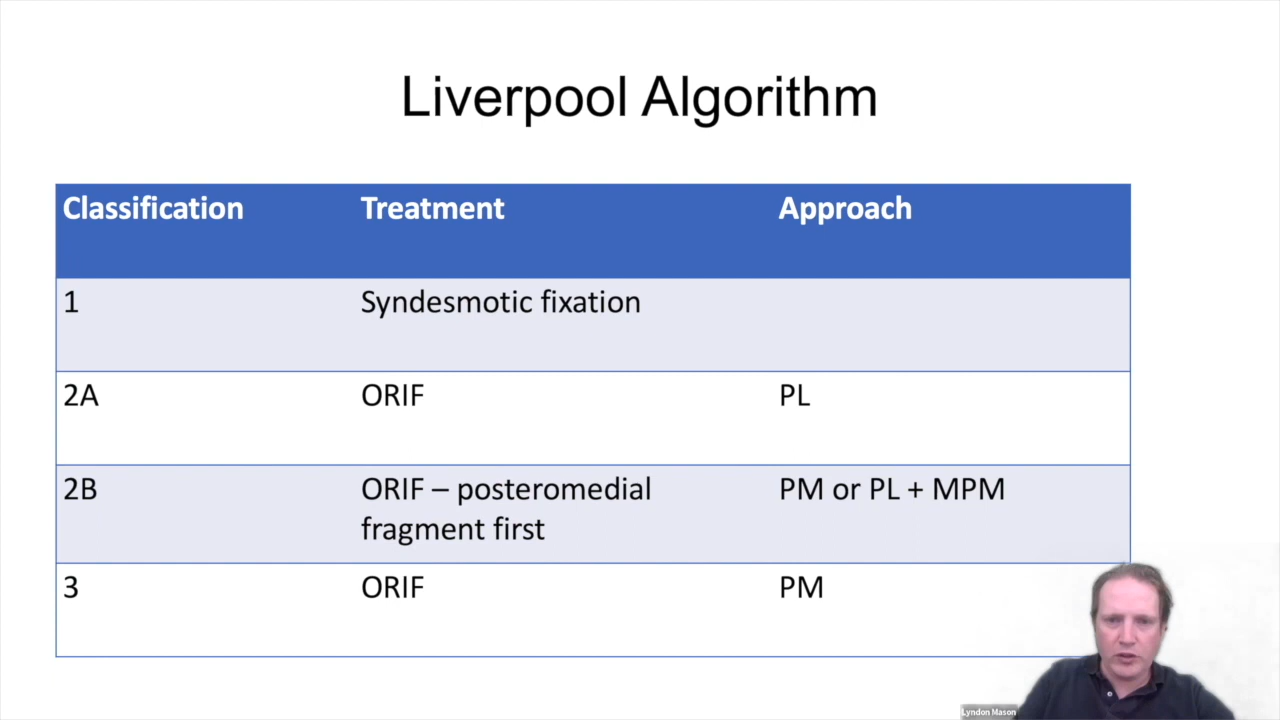 Liverpool Algorithm
Classification Treatment Approach
1 Syndesmotic fixation
2A ORIF PL
2B ORIF – posteromedial PM or PL + MPM
fragment first
3 ORIF PM
Lyndon Mason